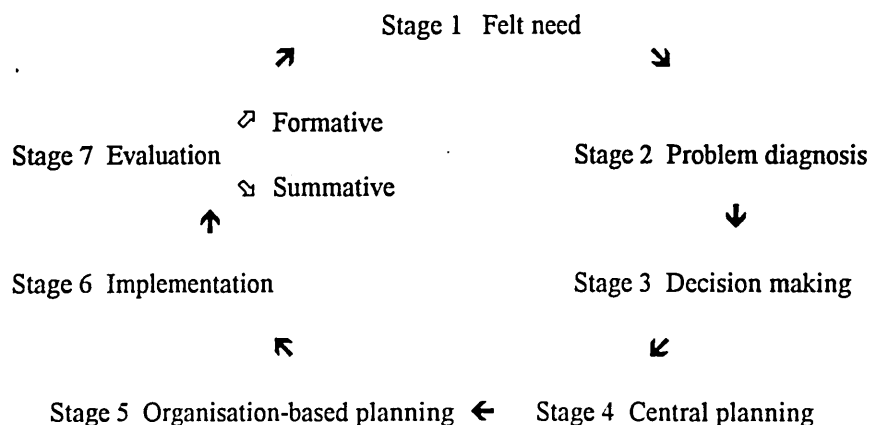 Stage 1 Felt need
Formative
Stage 7 Evaluation
Stage 2 Problem diagnosis
Summative
Stage 6 Implementation
Stage 3 Decision making
Stage 5 Organisation-based planning
Stage 4 Central planning